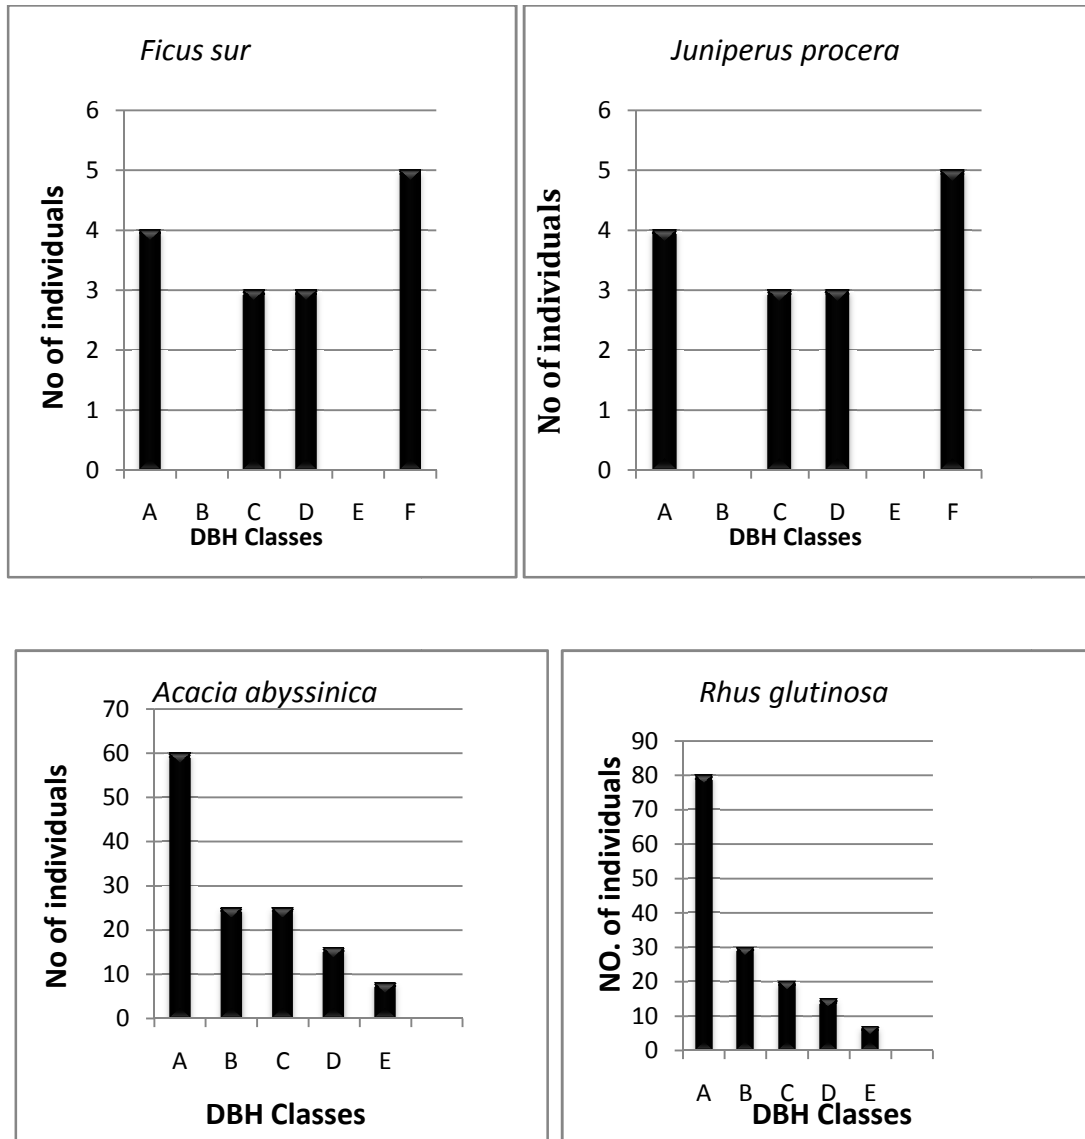 Ficus sur
6
5
4
3
2
1
0
No of individuals
A B C D E F
DBH Classes
Juniperus procera
6
5
4
3
2
1
0
No of individuals
A B C D E F
DBH Classes
Acacia abyssinica
70
60
50
40
30
20
10
0
No of individuals
A B C D E
DBH Classes
Rhus glutinosa
90
80
70
60
50
40
30
20
10
0
NO. of individuals
A B C D E
DBH Classes